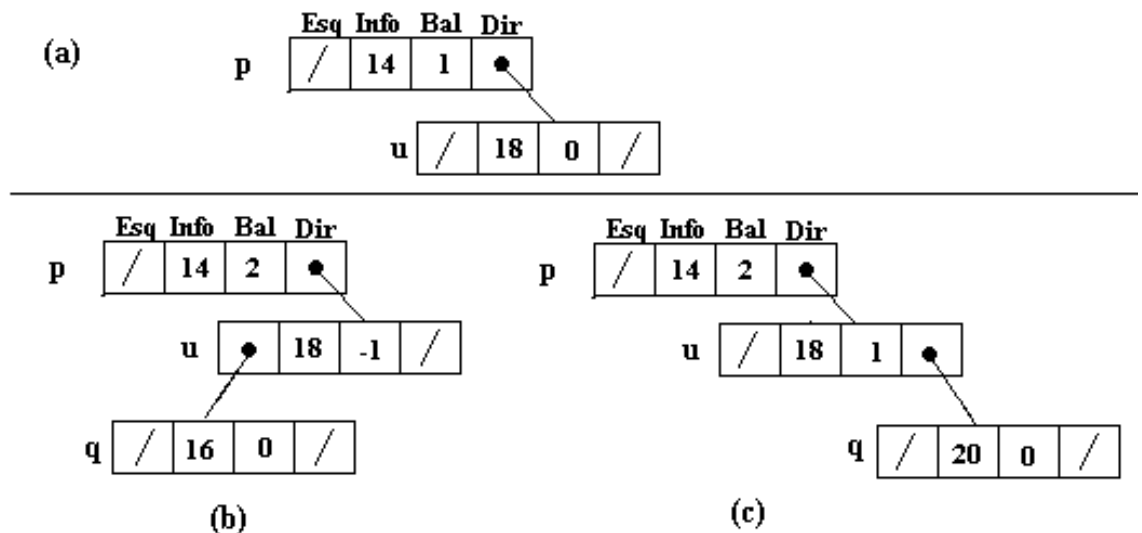 Esq Info Bal Dir
(a)
p / 14 1
u / 18 0 /
Esq Info Bal Dir
p / 14 2
u 18 -1 /
q / 16 0 /
(b)
Esq Info Bal Dir
p / 14 2
u / 18 1
q / 20 0 /
(c)